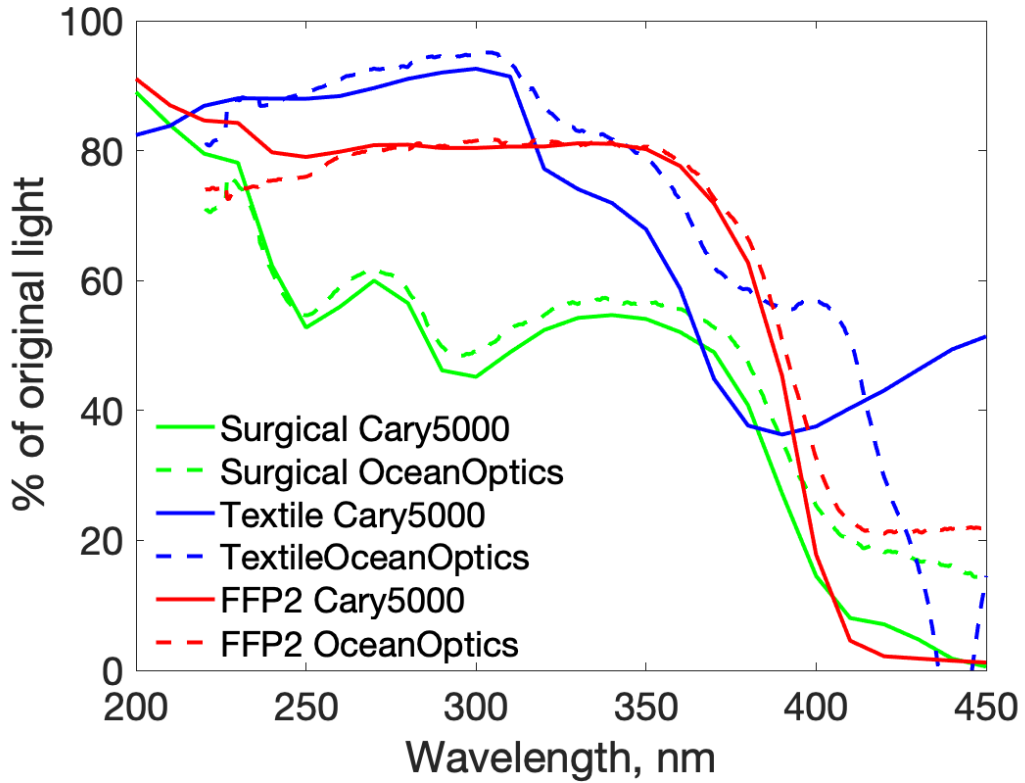 100
80
60
40
20
0
% of original light
Surgical Cary5000
Surgical OceanOptics
Textile Cary5000
TextileOceanOptics
FFP2 Cary5000
FFP2 OceanOptics
200 250 300 350 400 450
Wavelength, nm